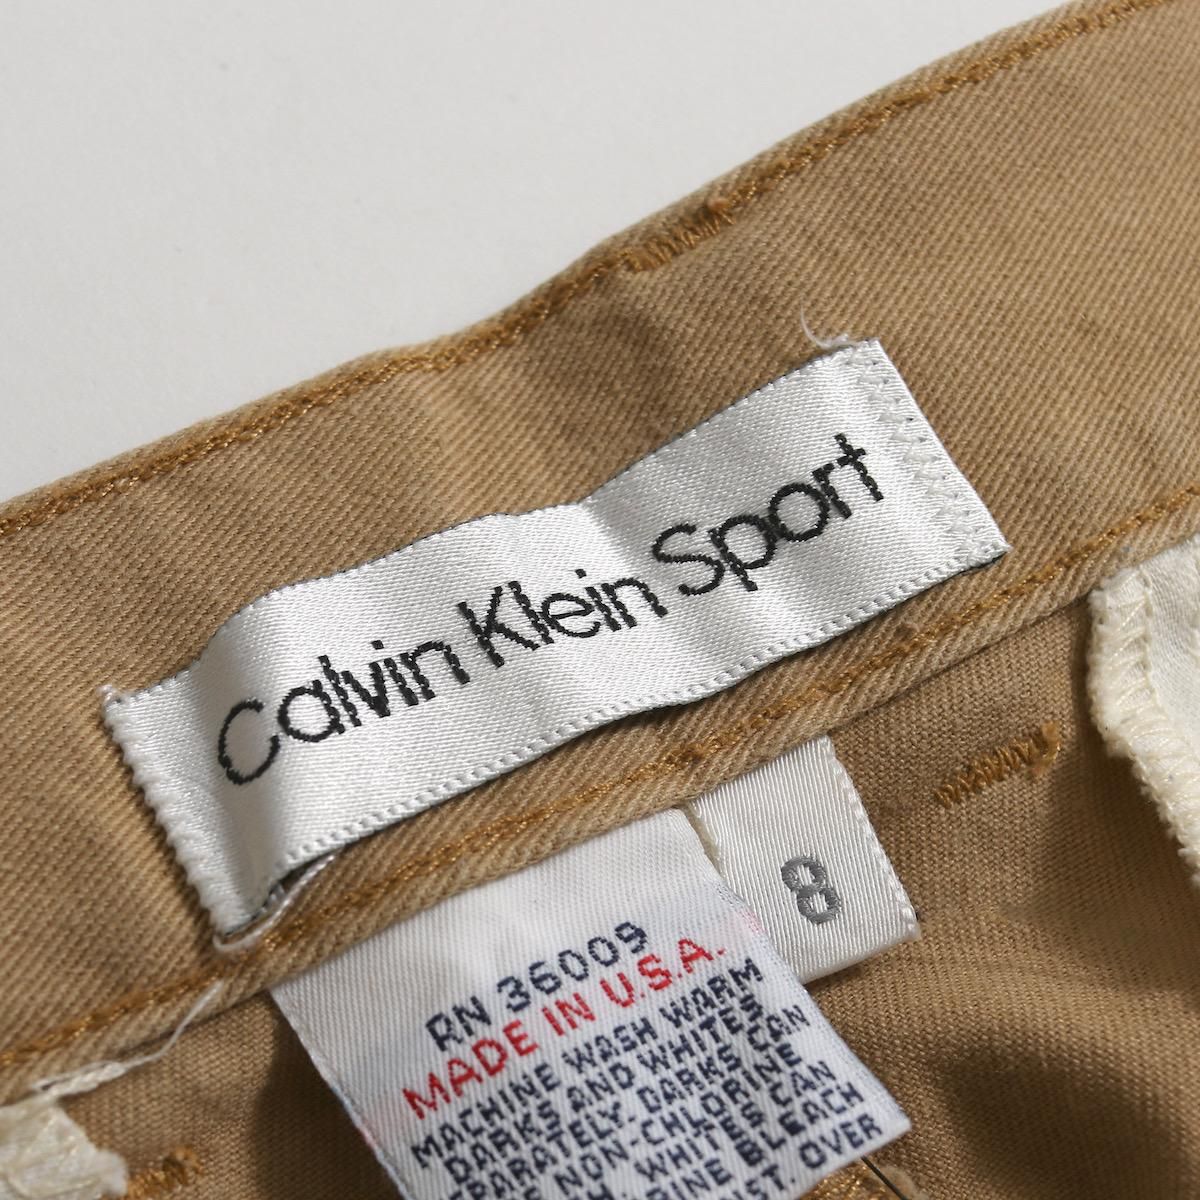 Calvin Klein Sport
8
RN 36009
MADE IN U.S.A.
MACHINE WASH WARM
DARKS AND WHITES
SEPARATELY-DARKS CAN
NON-CHLORINE
WHITES CAN
BLEACH
OVER